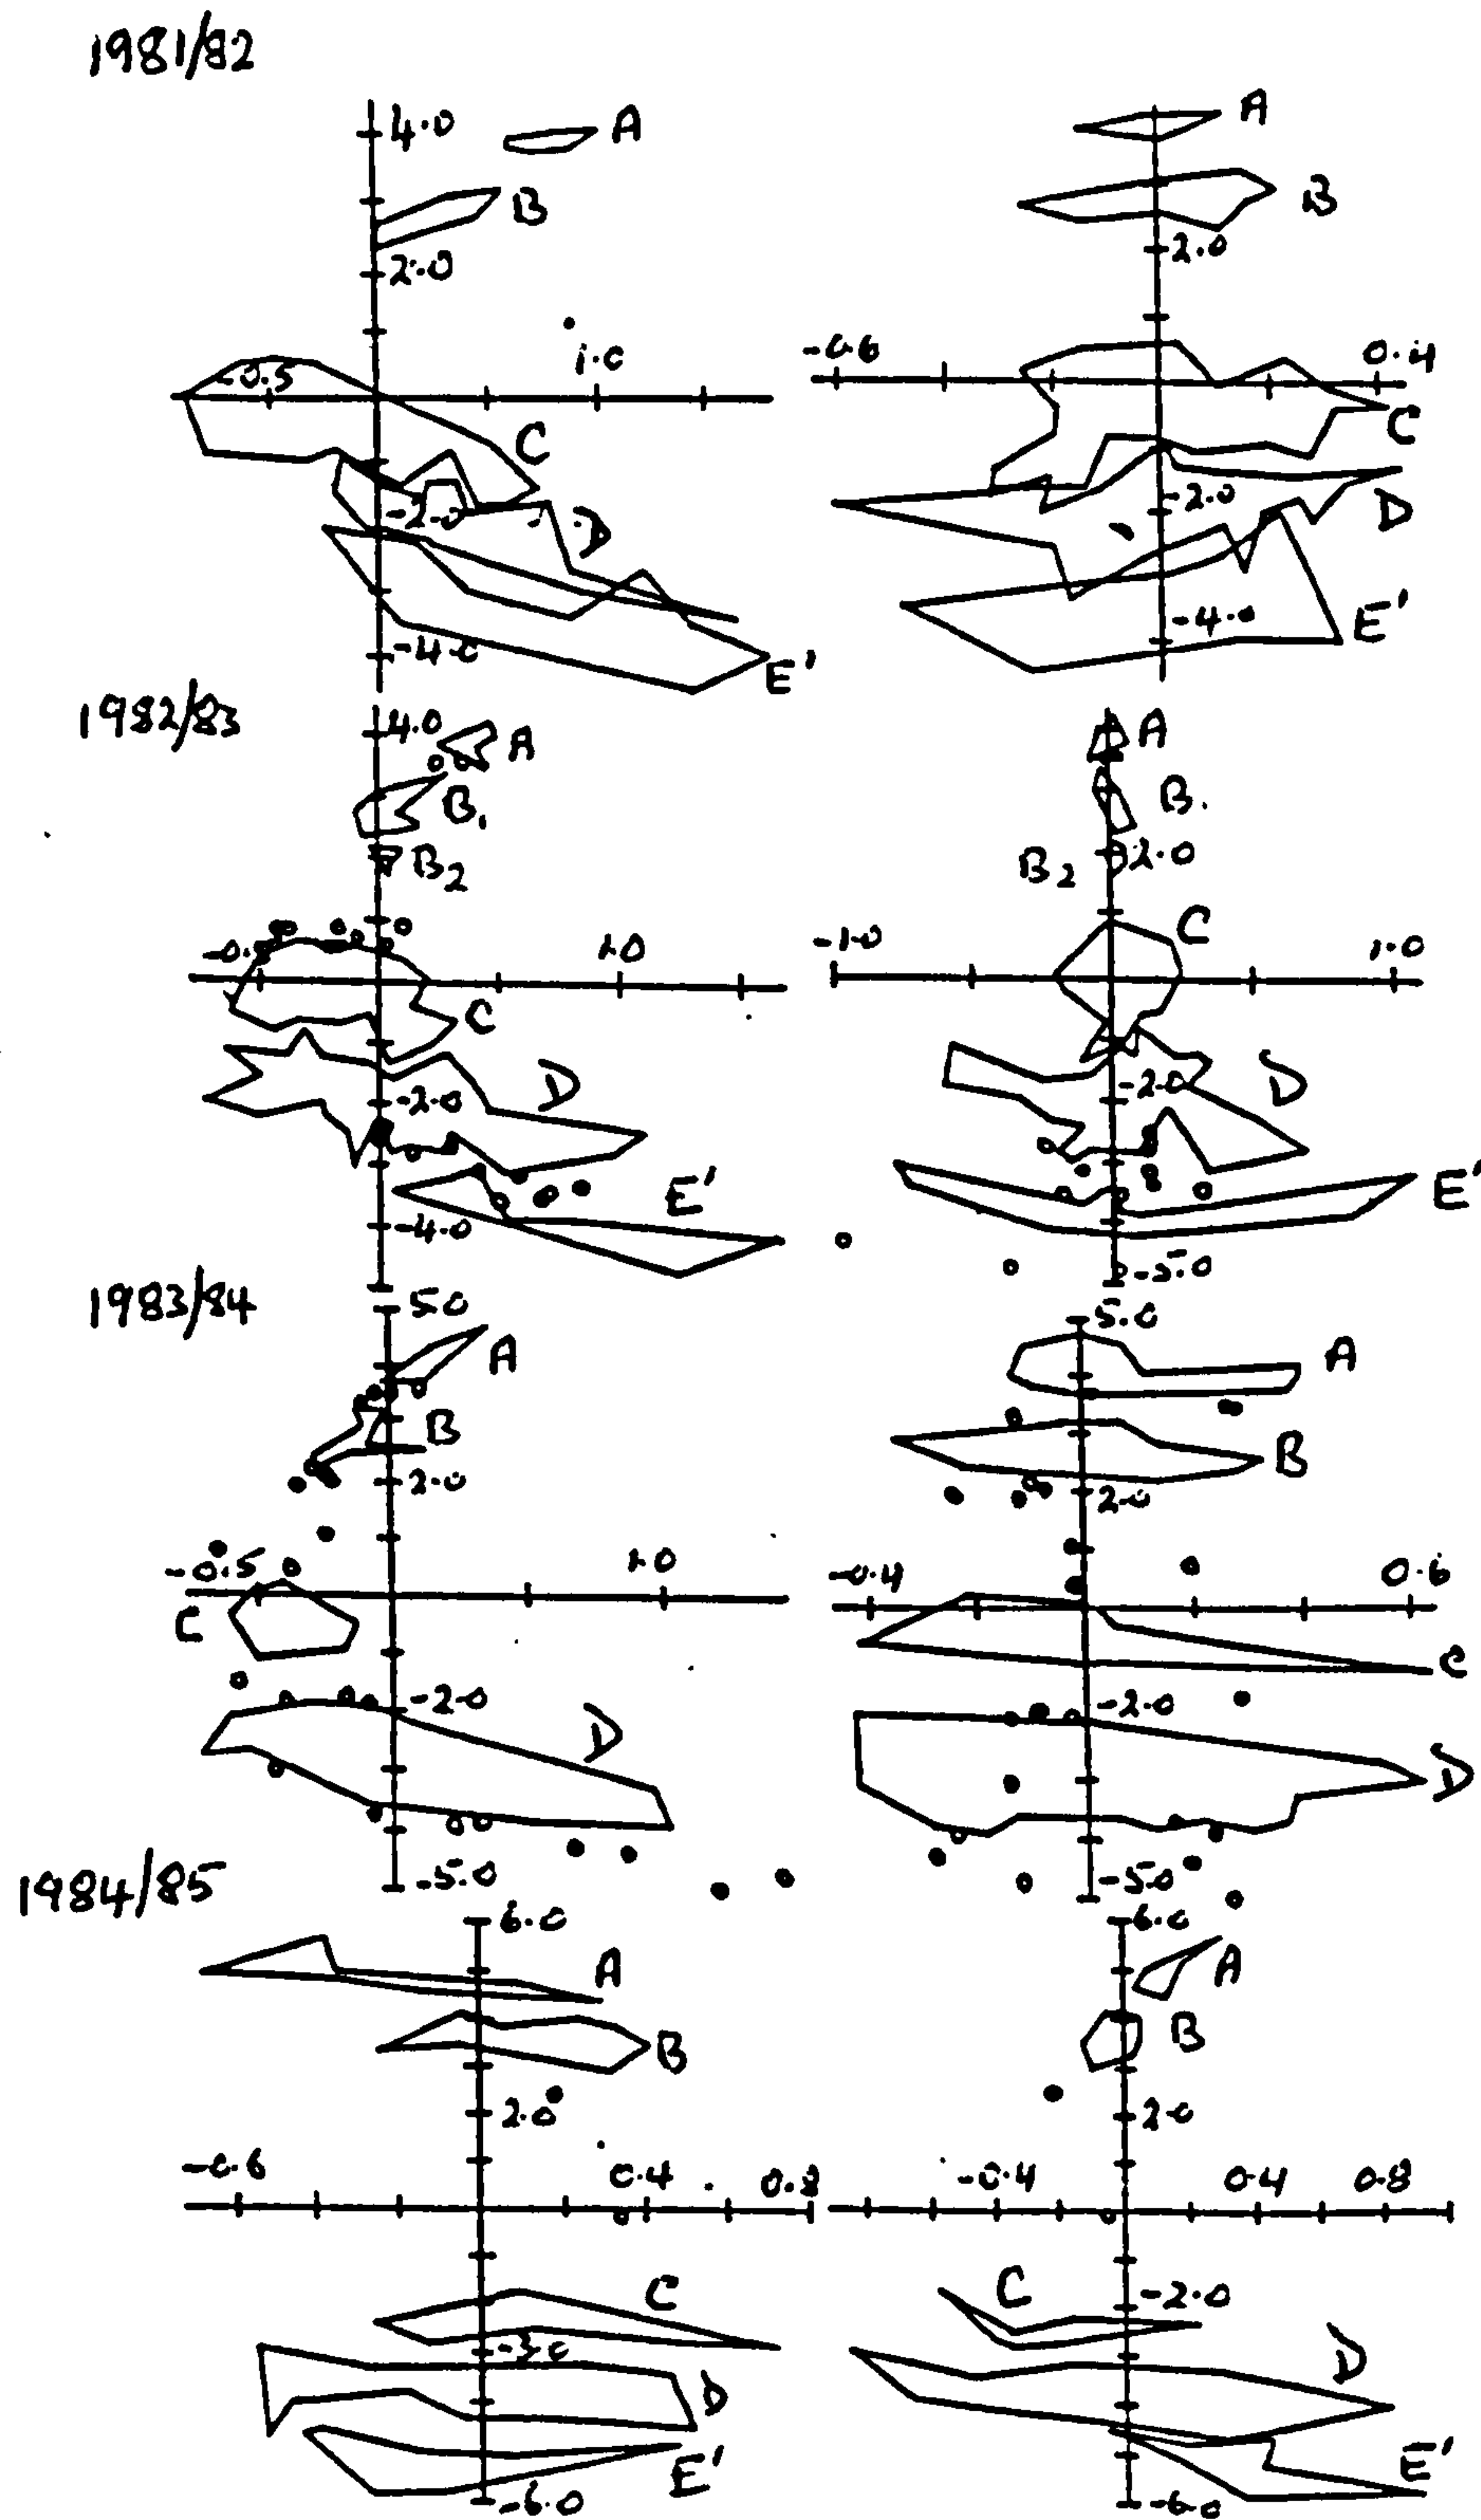 1981/82
4.0 A A
B B
2.0 2.0
-0.5 1.0 -0.6 0.4
C C
-2.0 D -2.0 D
-4.0 E' -4.0 E'
1982/83
4.0 A A
B1 B.
B2 B2 2.0
-0.5 1.0 -1.0 C 1.0
C
-2.0 D -2.0 D
-4.0 E' E'
-5.0
1983/84
5.0 5.0
A A
B B
2.0 2.0
-0.5 1.0 -0.4 0.6
C C
-2.0 D -2.0 D
-5.0 -5.0
1984/85
6.0 6.0
A A
B B
2.0 2.0
-0.6 0.4 0.8 -0.4 0.4 0.8
C C -2.0
-3.0 D D
E' E'
-6.0 -6.0